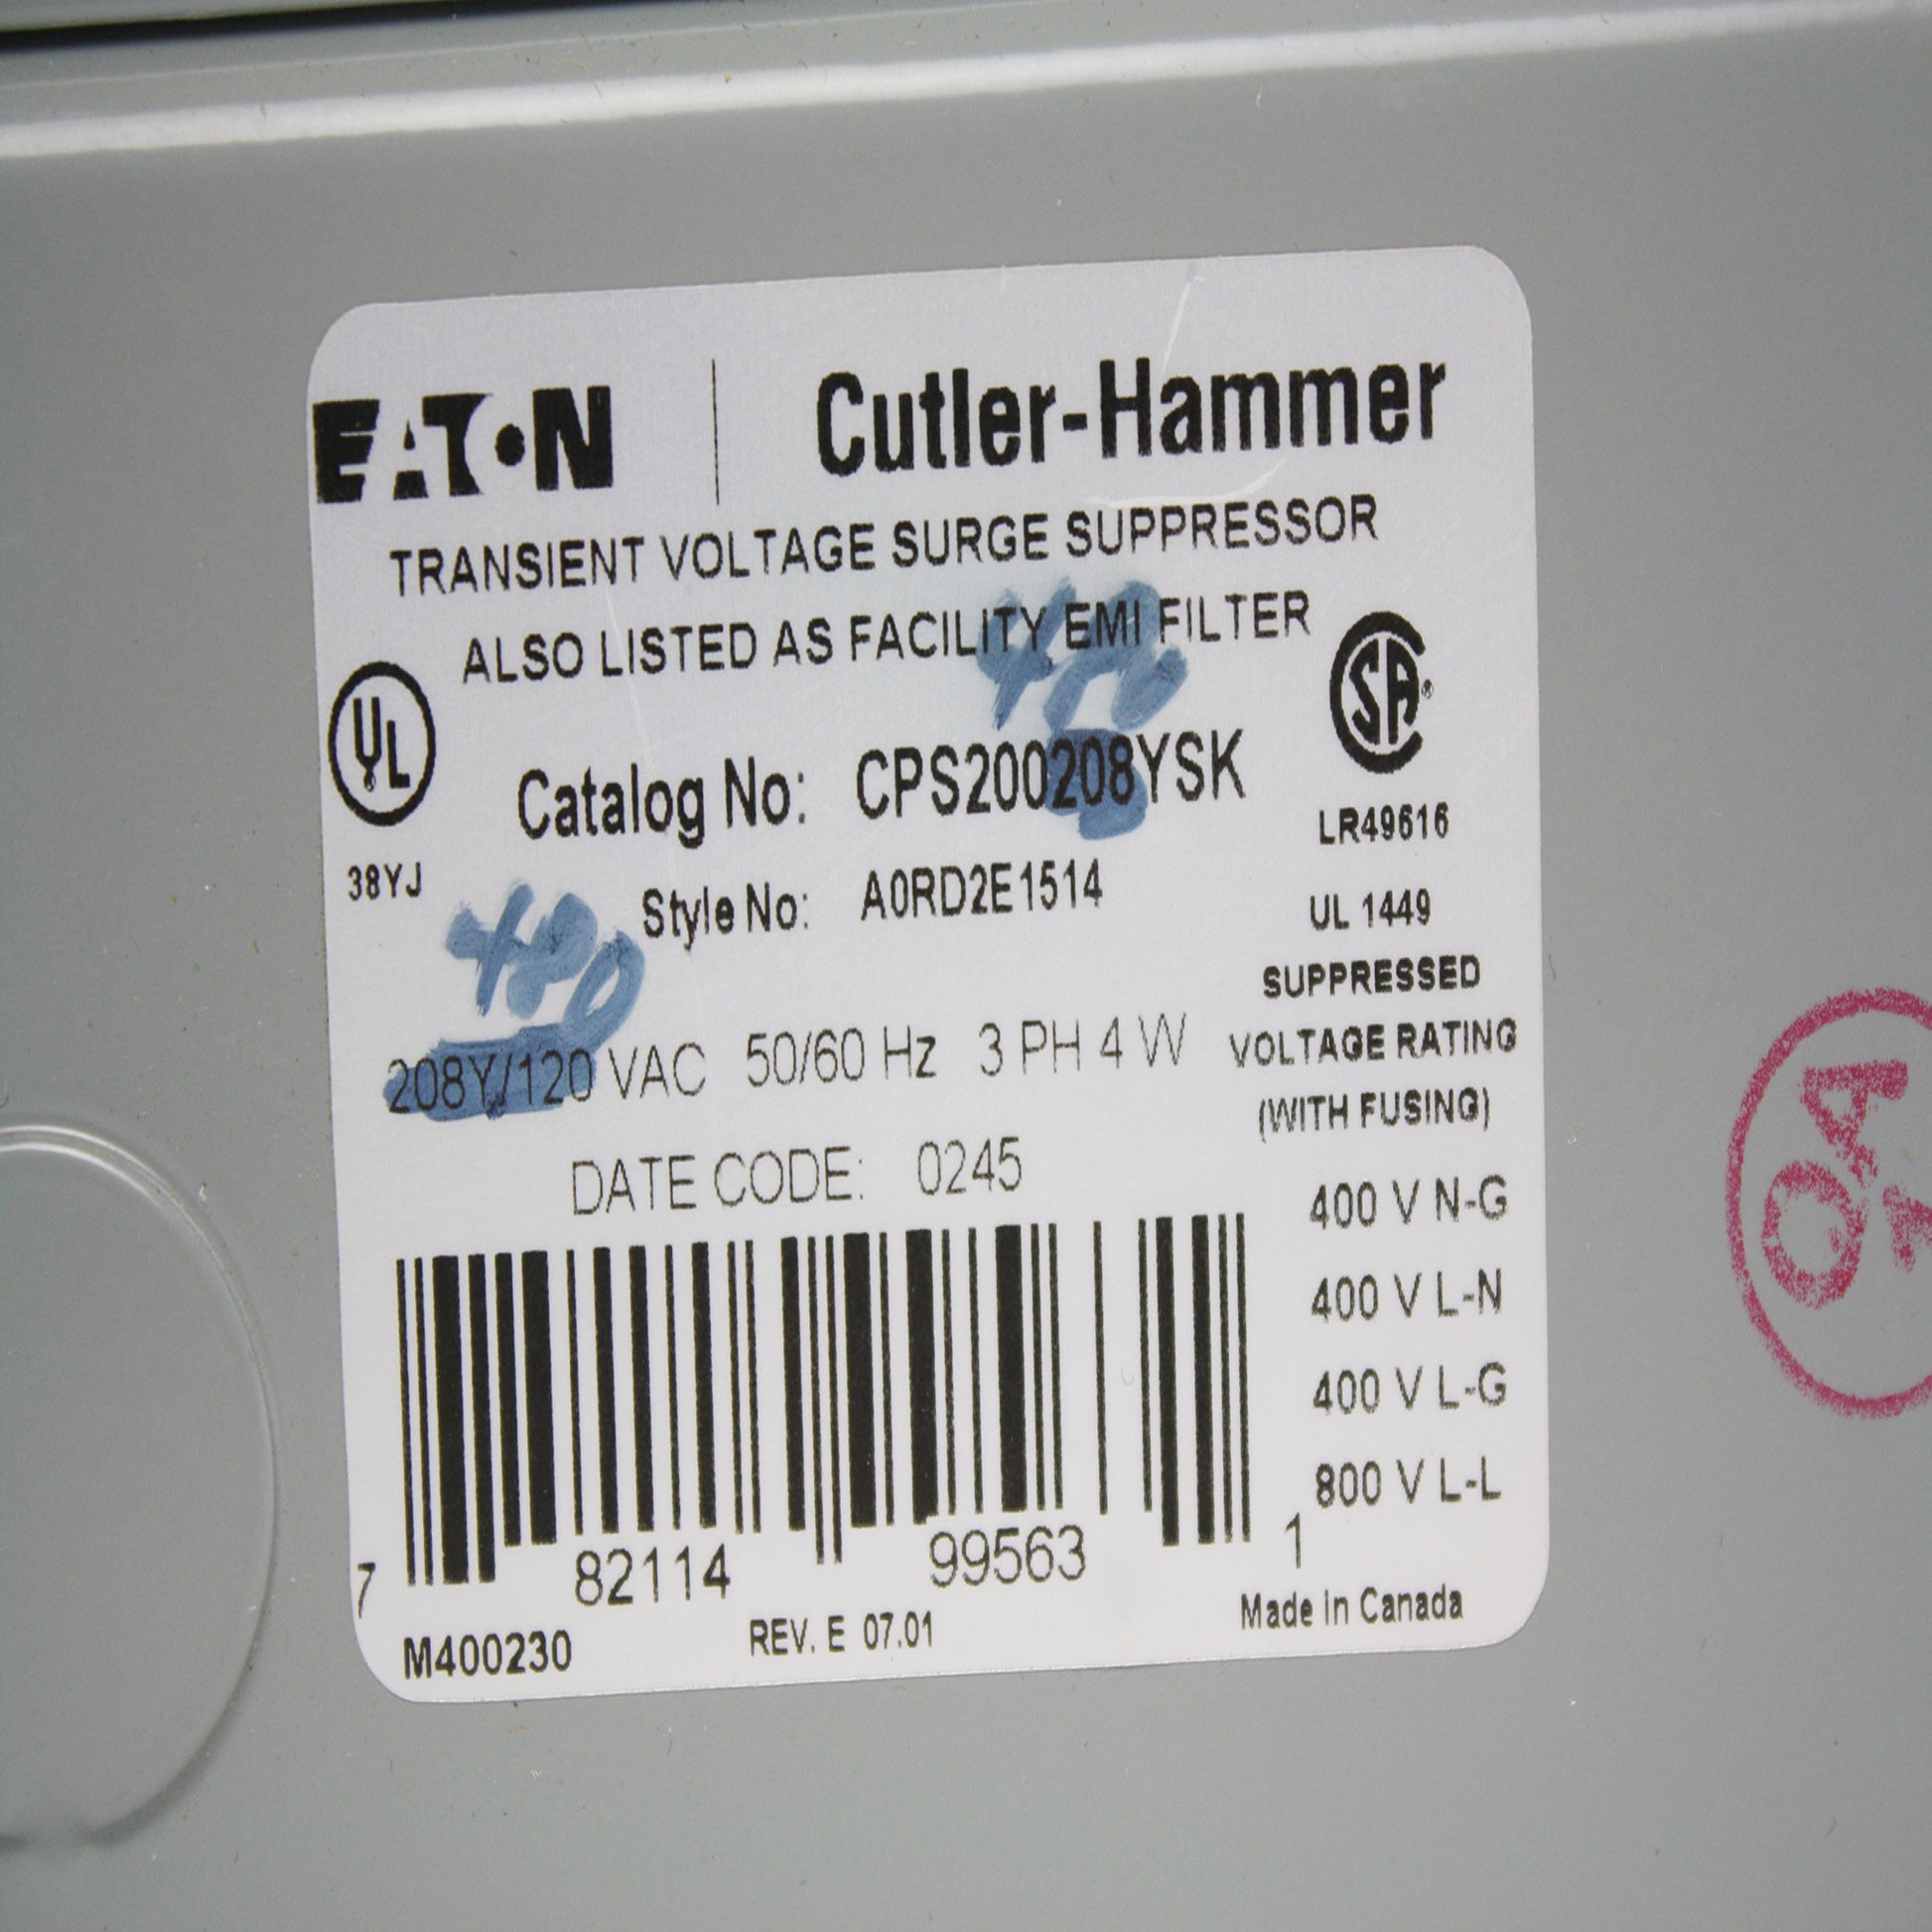 EATON | Cutler-Hammer
TRANSIENT VOLTAGE SURGE SUPPRESSOR
ALSO LISTED AS FACILITY EMI FILTER
480
UL
SA
Catalog No: CPS200208YSK
38YJ
LR49616
Style No: A0RD2E1514
UL 1449
480
SUPPRESSED
VOLTAGE RATING
(WITH FUSING)
208Y/120 VAC 50/60 Hz 3 PH 4 W
DATE CODE: 0245
400 V N-G
400 V L-N
400 V L-G
800 V L-L
7 82114 99563 1
M400230 REV. E 07.01 Made in Canada
QA